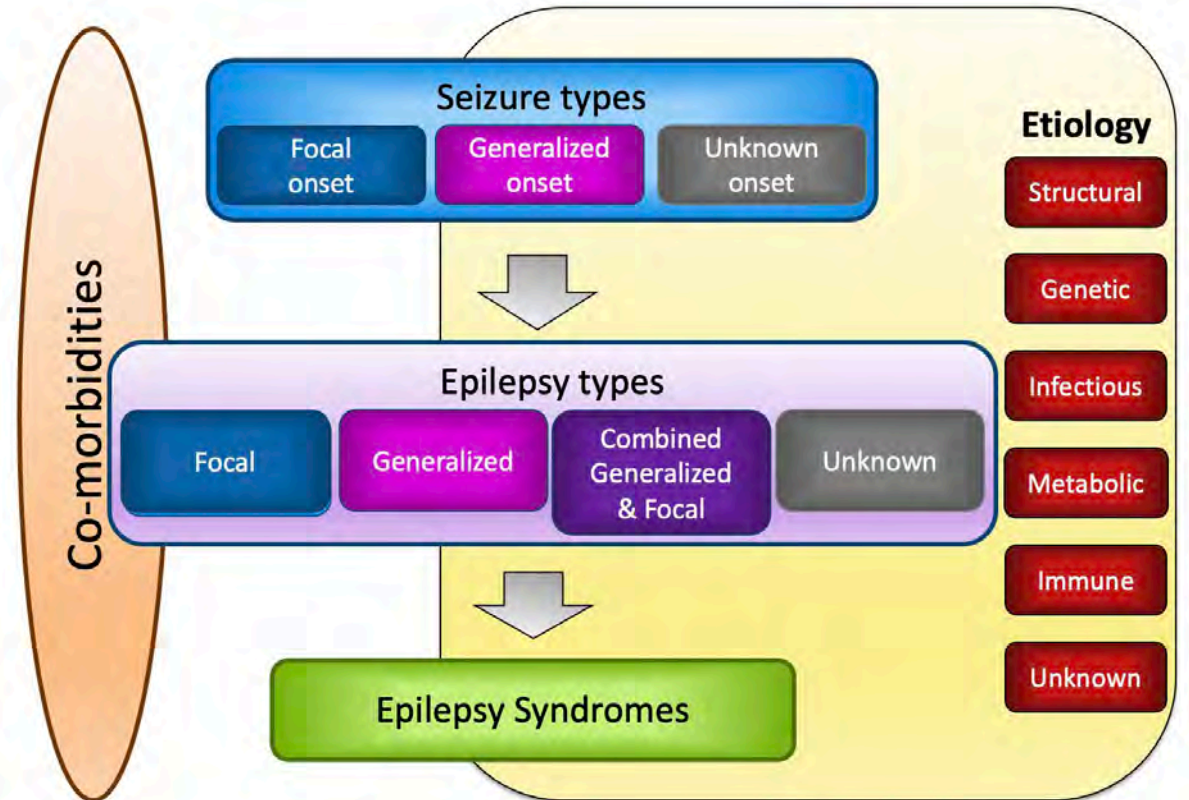 Co-morbidities
Seizure types
Focal
onset
Generalized
onset
Unknown
onset
Epilepsy types
Focal
Generalized
Combined
Generalized
& Focal
Unknown
Epilepsy Syndromes
Etiology
Structural
Genetic
Infectious
Metabolic
Immune
Unknown